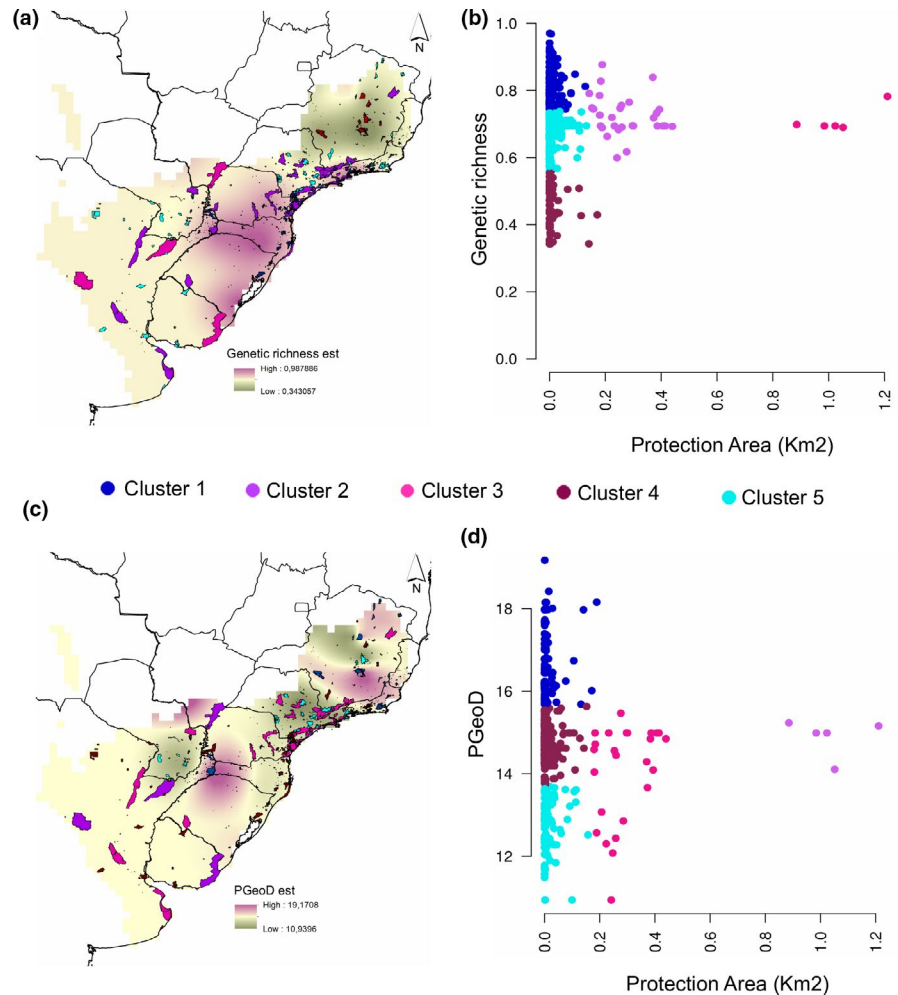 (a)
N
Genetic richness est
High : 0,987886
Low : 0,343057
(b)
Genetic richness
1.0
0.8
0.6
0.4
0.2
0.0
0.0 0.2 0.4 0.6 0.8 1.0 1.2
Protection Area (Km2)
Cluster 1 Cluster 2 Cluster 3 Cluster 4 Cluster 5
(c)
N
PGeoD est
High : 19,1708
Low : 10,9396
(d)
PGeoD
18
16
14
12
0.0 0.2 0.4 0.6 0.8 1.0 1.2
Protection Area (Km2)